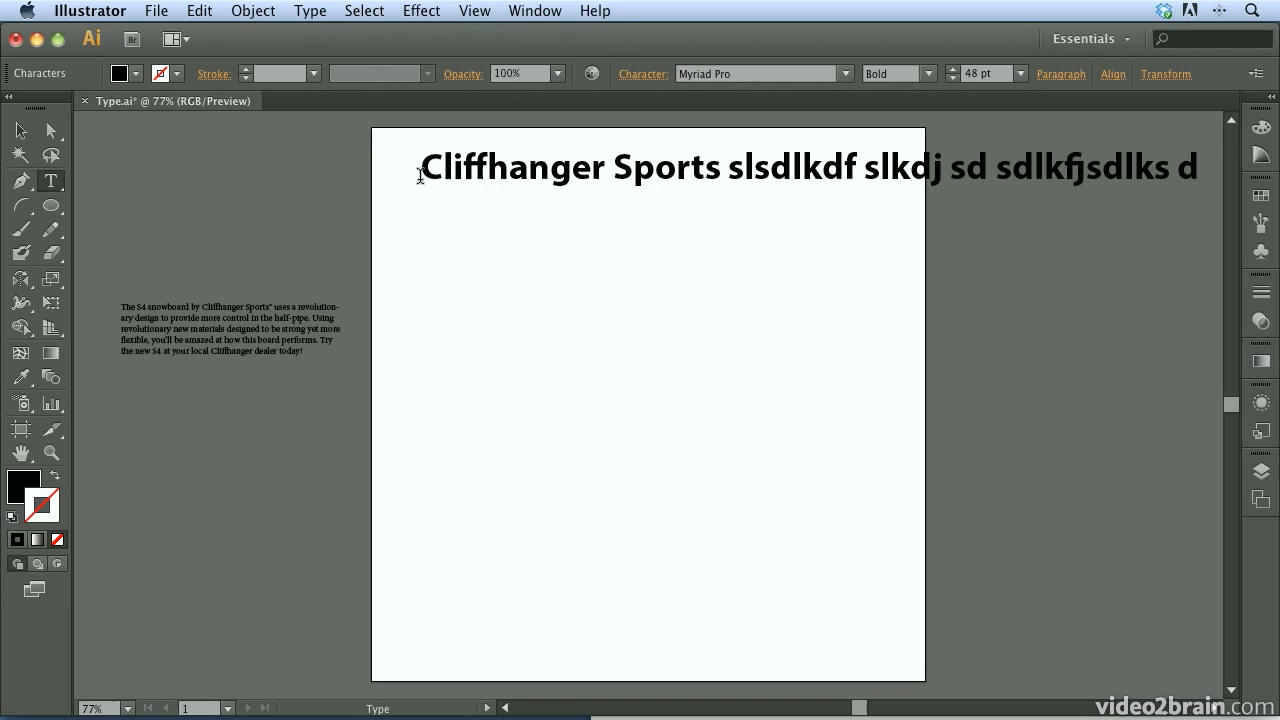 Illustrator File Edit Object Type Select Effect View Window Help
Ai Br Essentials
Characters Stroke: Opacity: 100% Character: Myriad Pro Bold 48 pt Paragraph Align Transform
× Type.ai* @ 77% (RGB/Preview)
Cliffhanger Sports slsdlkdf slkdj sd sdlkfjsdlks d
The S4 snowboard by Cliffhanger Sports® uses a revolution-
ary design to provide more control in the half-pipe. Using
revolutionary new materials designed to be strong yet more
flexible, you'll be amazed at how this board performs. Try
the new S4 at your local Cliffhanger dealer today!
77% 1 Type
video2brain.com